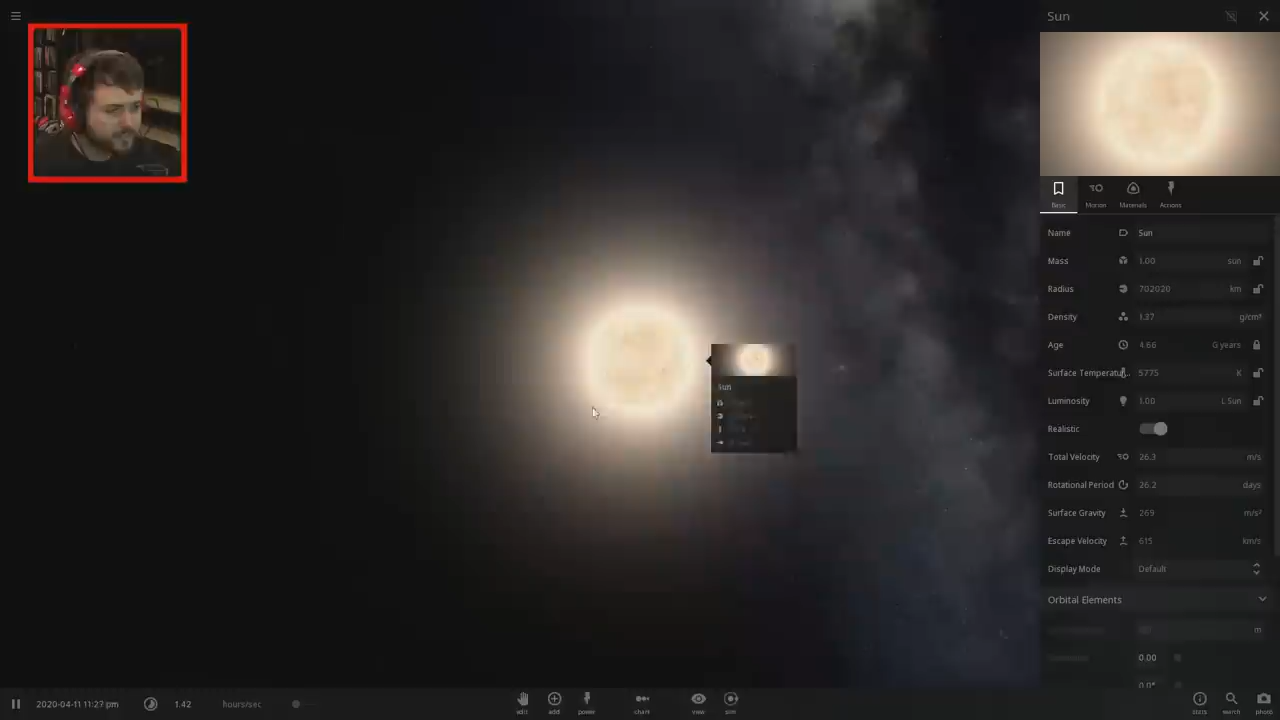 Sun
Basic Motion Materials Actions
Name Sun
Mass 1.00 sun
Radius 702020 km
Density 1.37 g/cm³
Age 4.66 G years
Surface Temperatur... 5775 K
Luminosity 1.00 L Sun
Realistic
Total Velocity 26.3 m/s
Rotational Period 26.2 days
Surface Gravity 269 m/s²
Escape Velocity 615 km/s
Display Mode Default
Orbital Elements
m
0.00
0.0°
Sun
2020-04-11 11:27 pm 1.42 hours/sec
edit add power chart view sim stats search photo